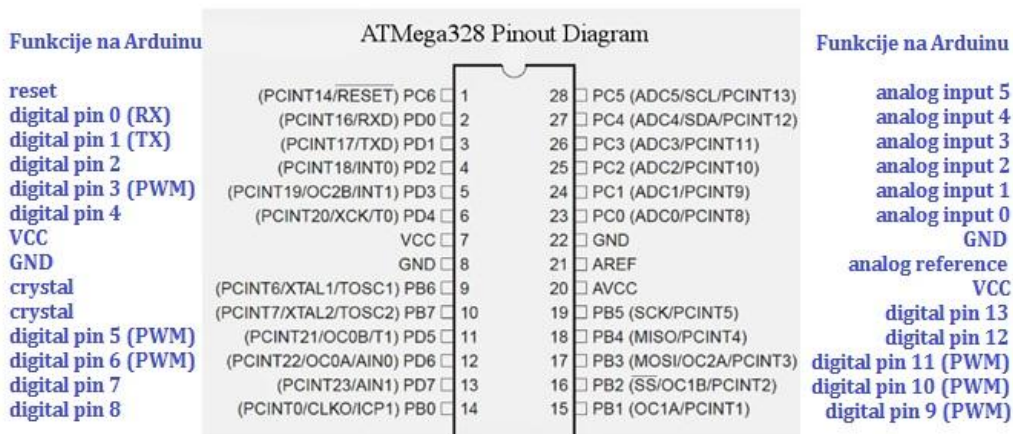 ATMega328 Pinout Diagram
Funkcije na Arduinu
Funkcije na Arduinu
reset (PCINT14/RESET) PC6 1 28 PC5 (ADC5/SCL/PCINT13) analog input 5
digital pin 0 (RX) (PCINT16/RXD) PD0 2 27 PC4 (ADC4/SDA/PCINT12) analog input 4
digital pin 1 (TX) (PCINT17/TXD) PD1 3 26 PC3 (ADC3/PCINT11) analog input 3
digital pin 2 (PCINT18/INT0) PD2 4 25 PC2 (ADC2/PCINT10) analog input 2
digital pin 3 (PWM) (PCINT19/OC2B/INT1) PD3 5 24 PC1 (ADC1/PCINT9) analog input 1
digital pin 4 (PCINT20/XCK/T0) PD4 6 23 PC0 (ADC0/PCINT8) analog input 0
VCC VCC 7 22 GND GND
GND GND 8 21 AREF analog reference
crystal (PCINT6/XTAL1/TOSC1) PB6 9 20 AVCC VCC
crystal (PCINT7/XTAL2/TOSC2) PB7 10 19 PB5 (SCK/PCINT5) digital pin 13
digital pin 5 (PWM) (PCINT21/OC0B/T1) PD5 11 18 PB4 (MISO/PCINT4) digital pin 12
digital pin 6 (PWM) (PCINT22/OC0A/AIN0) PD6 12 17 PB3 (MOSI/OC2A/PCINT3) digital pin 11 (PWM)
digital pin 7 (PCINT23/AIN1) PD7 13 16 PB2 (SS/OC1B/PCINT2) digital pin 10 (PWM)
digital pin 8 (PCINT0/CLKO/ICP1) PB0 14 15 PB1 (OC1A/PCINT1) digital pin 9 (PWM)